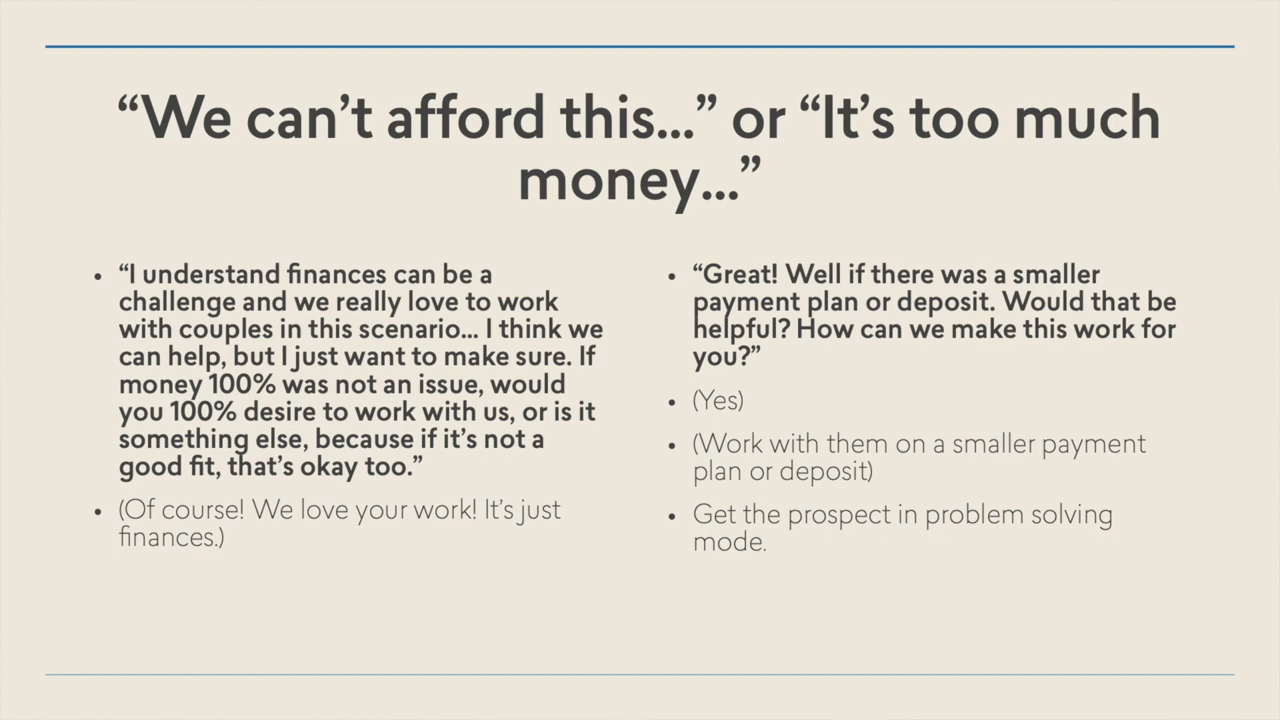 “We can’t afford this...” or “It’s too much
money...”
• “I understand finances can be a
challenge and we really love to work
with couples in this scenario... I think we
can help, but I just want to make sure. If
money 100% was not an issue, would
you 100% desire to work with us, or is it
something else, because if it’s not a
good fit, that’s okay too.”
• (Of course! We love your work! It’s just
finances.)
• “Great! Well if there was a smaller
payment plan or deposit. Would that be
helpful? How can we make this work for
you?”
• (Yes)
• (Work with them on a smaller payment
plan or deposit)
• Get the prospect in problem solving
mode.